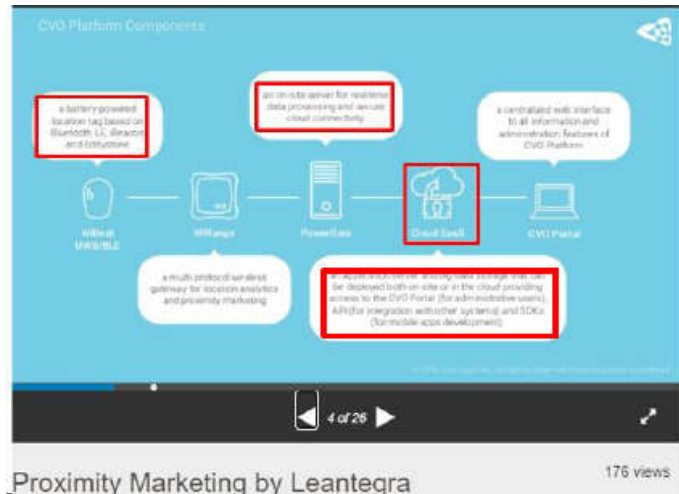 CVO Platform Components
a battery powered
location tag based on
Bluetooth LE, iBeacon
and Eddystone
an on-site server for real-time
data processing and secure
cloud connectivity
a centralized web interface
to all information and
administration features of
CVO Platform
WiBeat
UWB/BLE
WiRange
PowerGate
Cloud SaaS
CVO Portal
a multi-protocol wireless
gateway for location analytics
and proximity marketing
an application server and big data storage that can
be deployed both on site or in the cloud providing
access to the CVO Portal (for administrative users),
API (for integration with other systems) and SDKs
(for mobile apps development)
4 of 26
Proximity Marketing by Leantegra
176 views